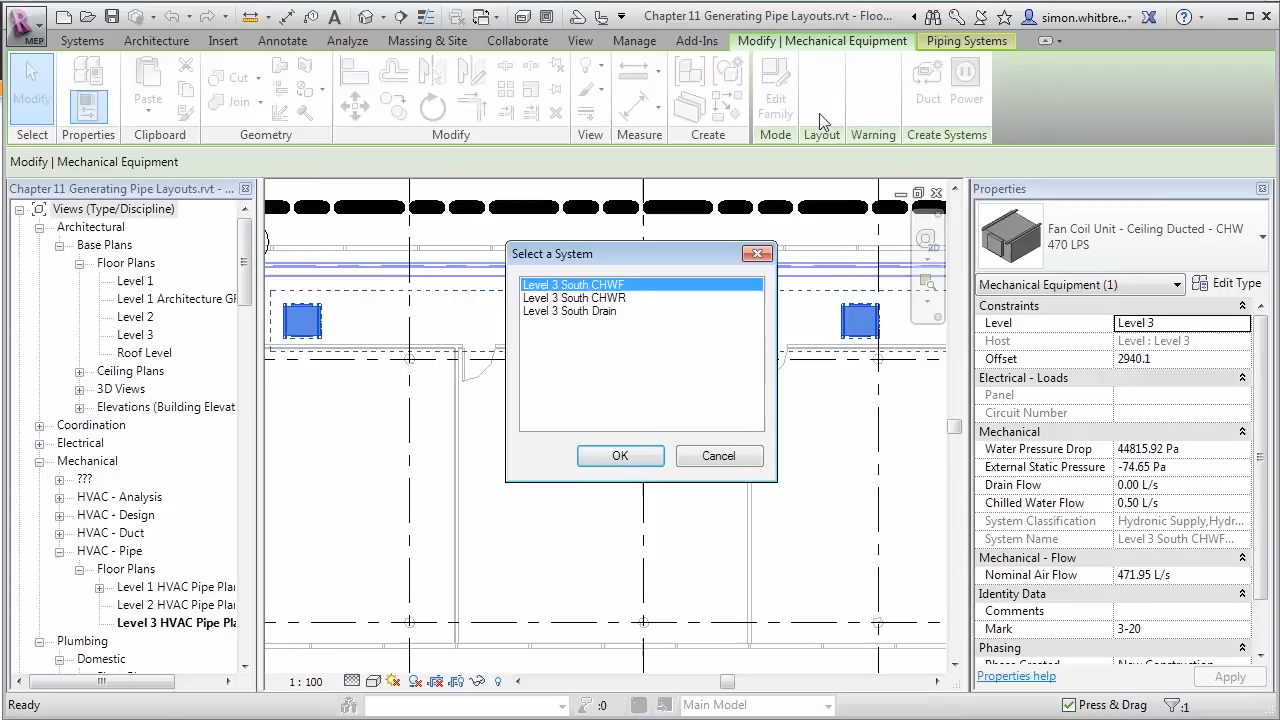 Chapter 11 Generating Pipe Layouts.rvt - Floo...
simon.whitbre...
MEP
Systems Architecture Insert Annotate Analyze Massing & Site Collaborate View Manage Add-Ins Modify | Mechanical Equipment Piping Systems
Modify
Paste
Cut
Join
Edit
Family
Duct Power
Select Properties Clipboard Geometry Modify View Measure Create Mode Layout Warning Create Systems
Modify | Mechanical Equipment
Chapter 11 Generating Pipe Layouts.rvt - ...
Views (Type/Discipline)
Architectural
Base Plans
Floor Plans
Level 1
Level 1 Architecture GF
Level 2
Level 3
Roof Level
Ceiling Plans
3D Views
Elevations (Building Elevat
Coordination
Electrical
Mechanical
???
HVAC - Analysis
HVAC - Design
HVAC - Duct
HVAC - Pipe
Floor Plans
Level 1 HVAC Pipe Plan
Level 2 HVAC Pipe Plan
Level 3 HVAC Pipe Pla
Plumbing
Domestic
2D
Select a System
Level 3 South CHWF
Level 3 South CHWR
Level 3 South Drain
OK Cancel
1 : 100
Properties
Fan Coil Unit - Ceiling Ducted - CHW
470 LPS
Mechanical Equipment (1) Edit Type
Constraints
Level Level 3
Host Level : Level 3
Offset 2940.1
Electrical - Loads
Panel
Circuit Number
Mechanical
Water Pressure Drop 44815.92 Pa
External Static Pressure -74.65 Pa
Drain Flow 0.00 L/s
Chilled Water Flow 0.50 L/s
System Classification Hydronic Supply,Hydr...
System Name Level 3 South CHWF...
Mechanical - Flow
Nominal Air Flow 471.95 L/s
Identity Data
Comments
Mark 3-20
Phasing
Phase Created New Construction
Properties help Apply
Ready :0 Main Model Press & Drag :1